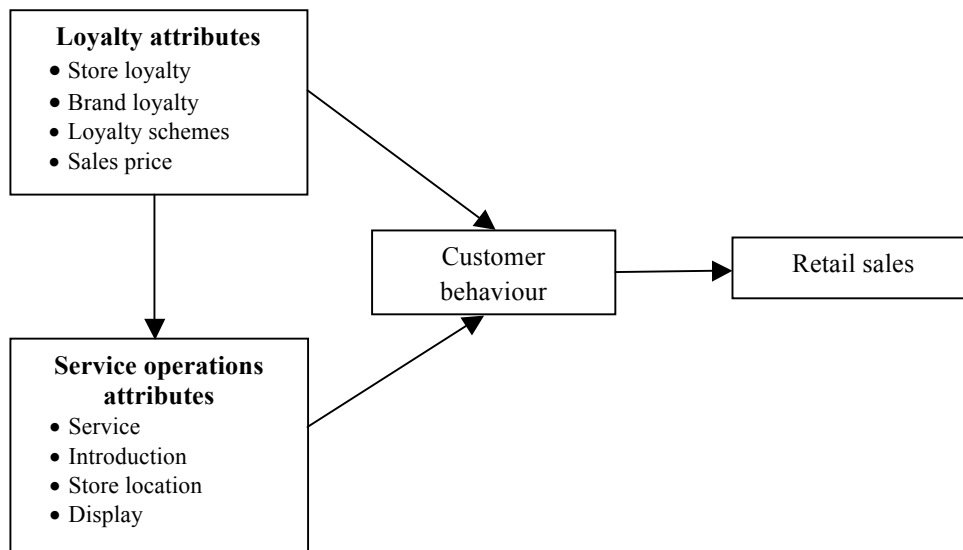 Loyalty attributes
• Store loyalty
• Brand loyalty
• Loyalty schemes
• Sales price
Customer
behaviour
Retail sales
Service operations
attributes
• Service
• Introduction
• Store location
• Display